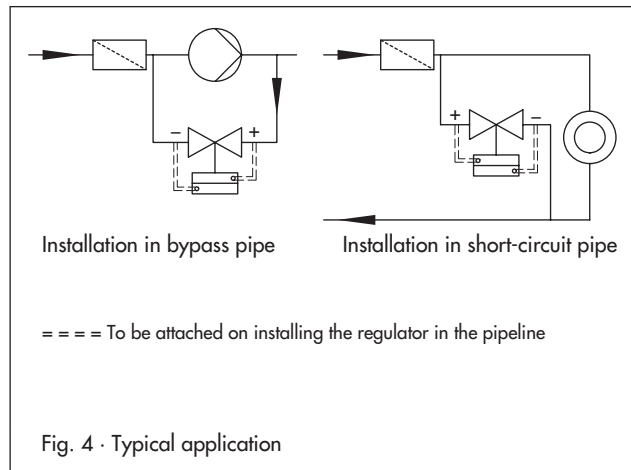 − +
+ −
Installation in bypass pipe
Installation in short-circuit pipe
= = = = To be attached on installing the regulator in the pipeline
Fig. 4 · Typical application